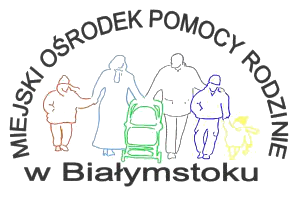 MIEJSKI OŚRODEK POMOCY RODZINIE
w Białymstoku